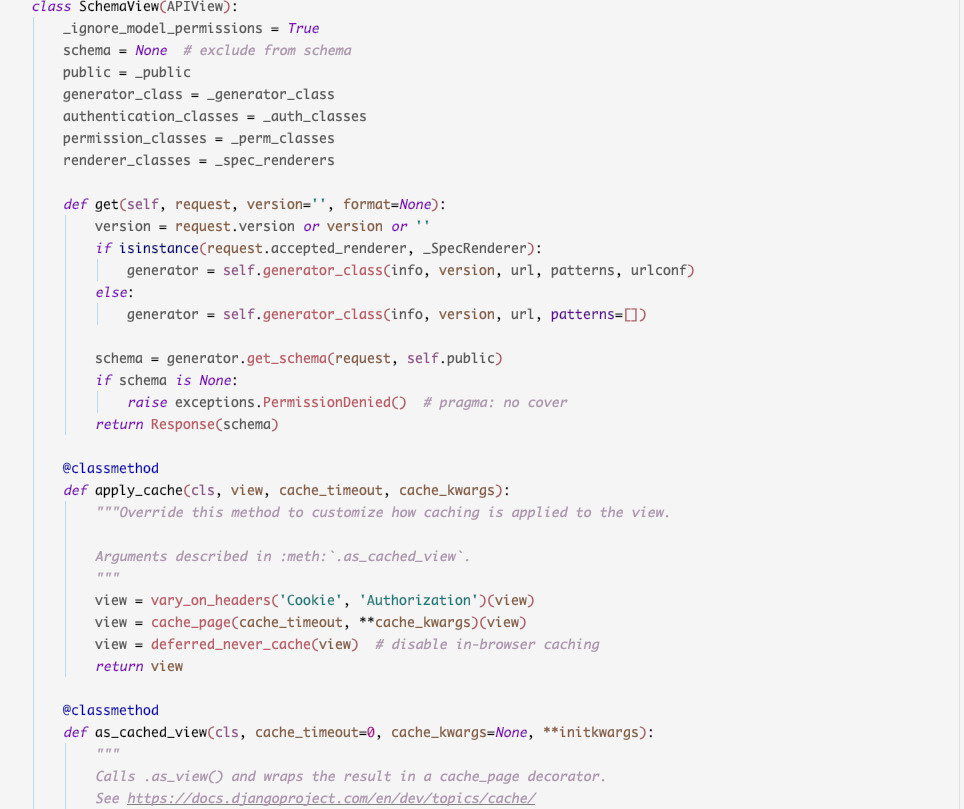 class SchemaView(APIView):
    _ignore_model_permissions = True
    schema = None  # exclude from schema
    public = _public
    generator_class = _generator_class
    authentication_classes = _auth_classes
    permission_classes = _perm_classes
    renderer_classes = _spec_renderers

    def get(self, request, version='', format=None):
        version = request.version or version or ''
        if isinstance(request.accepted_renderer, _SpecRenderer):
            generator = self.generator_class(info, version, url, patterns, urlconf)
        else:
            generator = self.generator_class(info, version, url, patterns=[])

        schema = generator.get_schema(request, self.public)
        if schema is None:
            raise exceptions.PermissionDenied()  # pragma: no cover
        return Response(schema)

    @classmethod
    def apply_cache(cls, view, cache_timeout, cache_kwargs):
        """Override this method to customize how caching is applied to the view.

        Arguments described in :meth:`.as_cached_view`.
        """
        view = vary_on_headers('Cookie', 'Authorization')(view)
        view = cache_page(cache_timeout, **cache_kwargs)(view)
        view = deferred_never_cache(view)  # disable in-browser caching
        return view

    @classmethod
    def as_cached_view(cls, cache_timeout=0, cache_kwargs=None, **initkwargs):
        """
        Calls .as_view() and wraps the result in a cache_page decorator.
        See https://docs.djangoproject.com/en/dev/topics/cache/